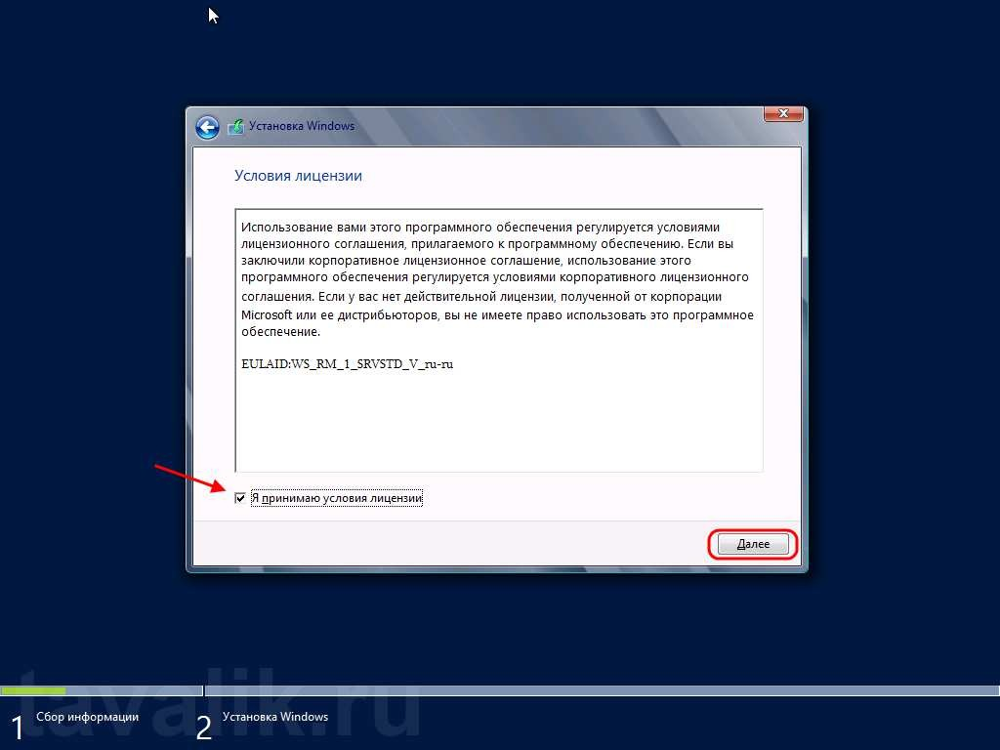 Установка Windows
Условия лицензии
Использование вами этого программного обеспечения регулируется условиями
лицензионного соглашения, прилагаемого к программному обеспечению. Если вы
заключили корпоративное лицензионное соглашение, использование этого
программного обеспечения регулируется условиями корпоративного лицензионного
соглашения. Если у вас нет действительной лицензии, полученной от корпорации
Microsoft или ее дистрибьюторов, вы не имеете право использовать это программное
обеспечение.
EULAID:WS_RM_1_SRVSTD_V_ru-ru
Я принимаю условия лицензии
Далее
tavalik.ru
1 Сбор информации 2 Установка Windows